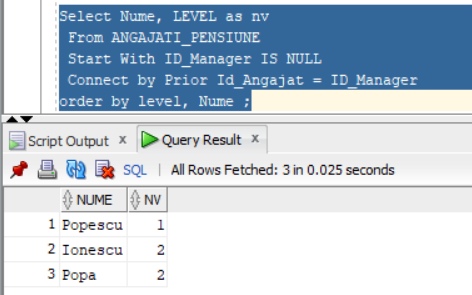 Select Nume, LEVEL as nv
From ANGAJATI_PENSIUNE
Start With ID_Manager IS NULL
Connect by Prior Id_Angajat = ID_Manager
order by level, Nume ;
Script Output x Query Result x
SQL | All Rows Fetched: 3 in 0.025 seconds
NUME NV
1 Popescu 1
2 Ionescu 2
3 Popa 2